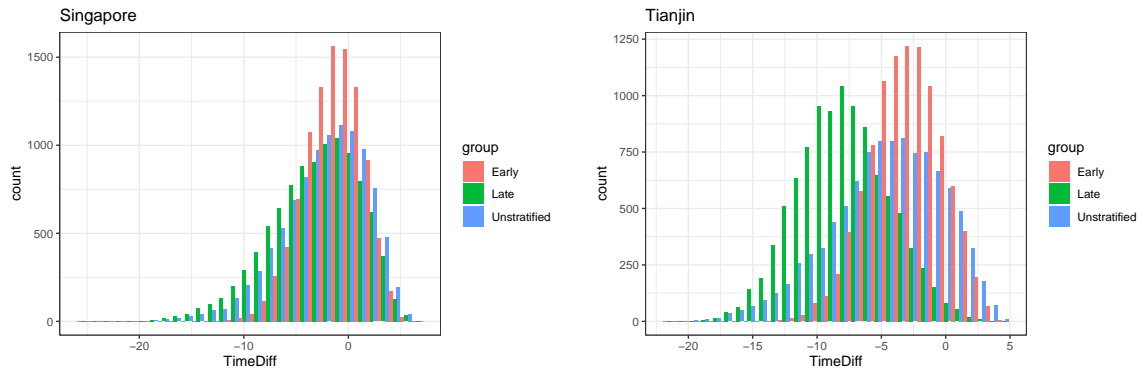 Singapore
count
1500
1000
500
0
−20
−10
0
TimeDiff
group
Early
Late
Unstratified
Tianjin
count
1250
1000
750
500
250
0
−20
−15
−10
−5
0
5
TimeDiff
group
Early
Late
Unstratified